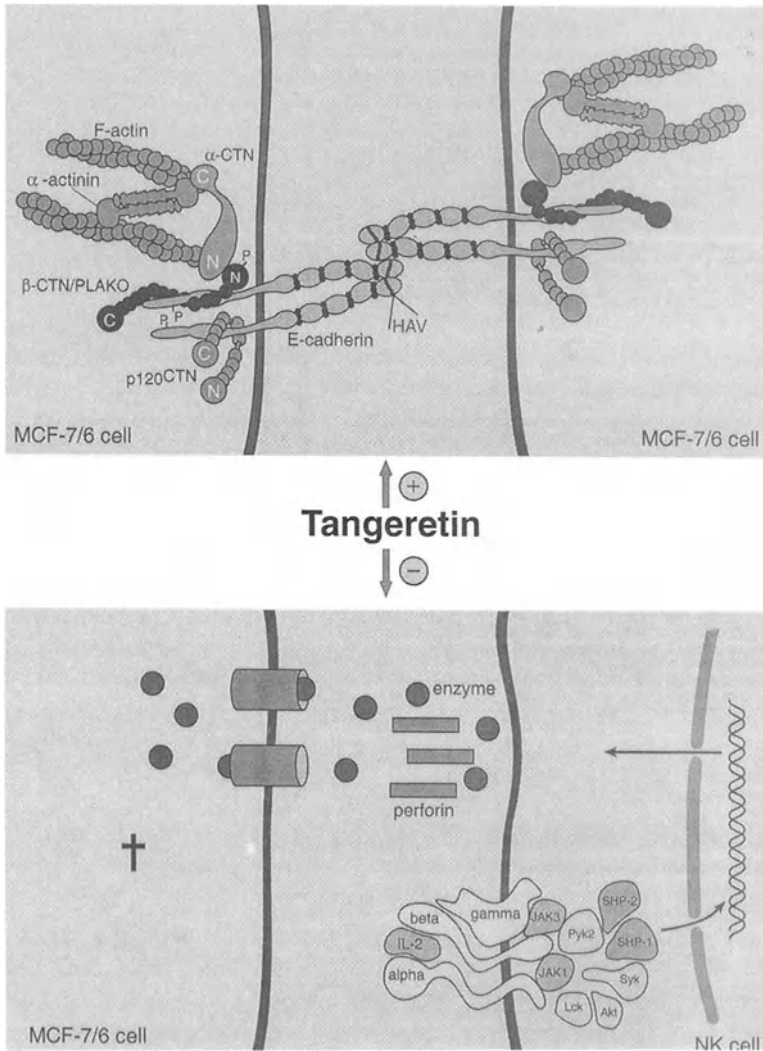 F-actin
α-CTN
C
α-actinin
N
P
N
β-CTN/PLAKO
C
P
P
E-cadherin
HAV
C
p120CTN
N
MCF-7/6 cell
MCF-7/6 cell
+
Tangeretin
−
enzyme
perforin
†
beta
gamma
JAK3
SHP-2
Pyk2
IL-2
SHP-1
alpha
JAK1
Syk
Lck
Akt
MCF-7/6 cell
NK cell